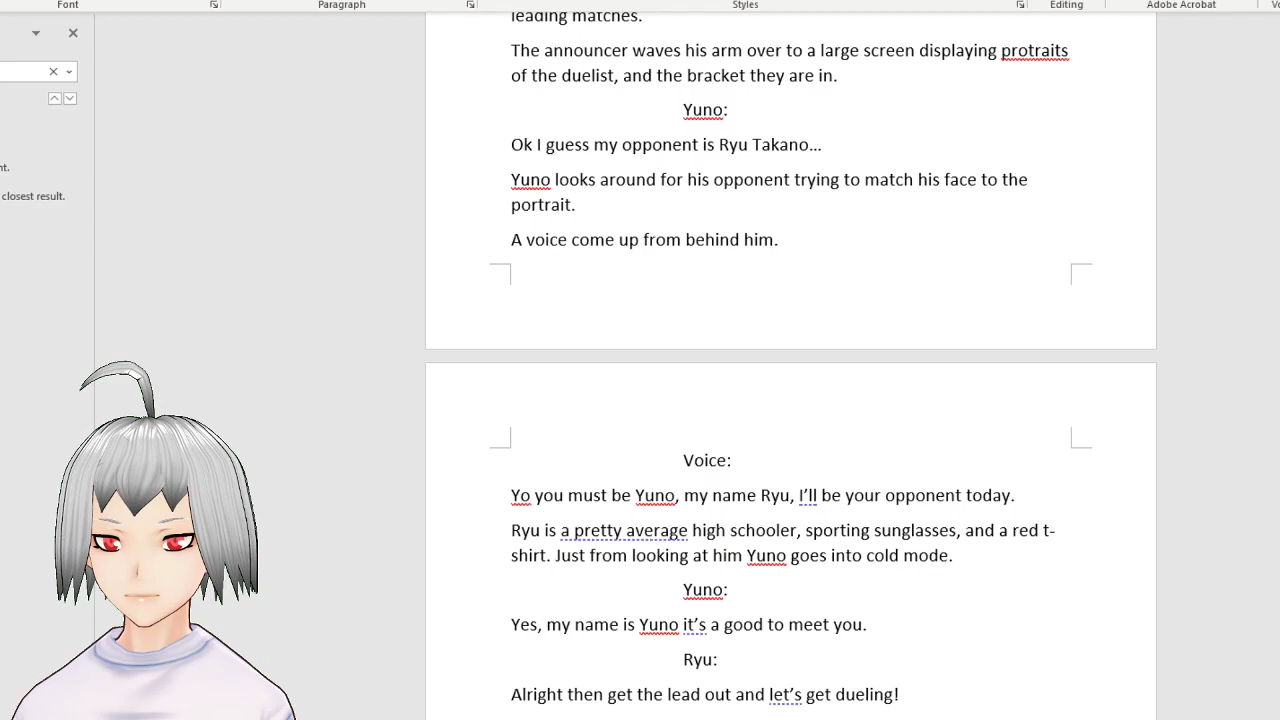 Font
Paragraph
Styles
Editing
Adobe Acrobat
leading matches.
The announcer waves his arm over to a large screen displaying protraits
of the duelist, and the bracket they are in.
Yuno:
nt.
Ok I guess my opponent is Ryu Takano...
Yuno looks around for his opponent trying to match his face to the
closest result.
portrait.
A voice come up from behind him.
Voice:
Yo you must be Yuno, my name Ryu, I'll be your opponent today.
Ryu is a pretty average high schooler, sporting sunglasses, and a red t-
shirt. Just from looking at him Yuno goes into cold mode.
Yuno:
Yes, my name is Yuno it's a good to meet you.
Ryu:
Alright then get the lead out and let's get dueling!